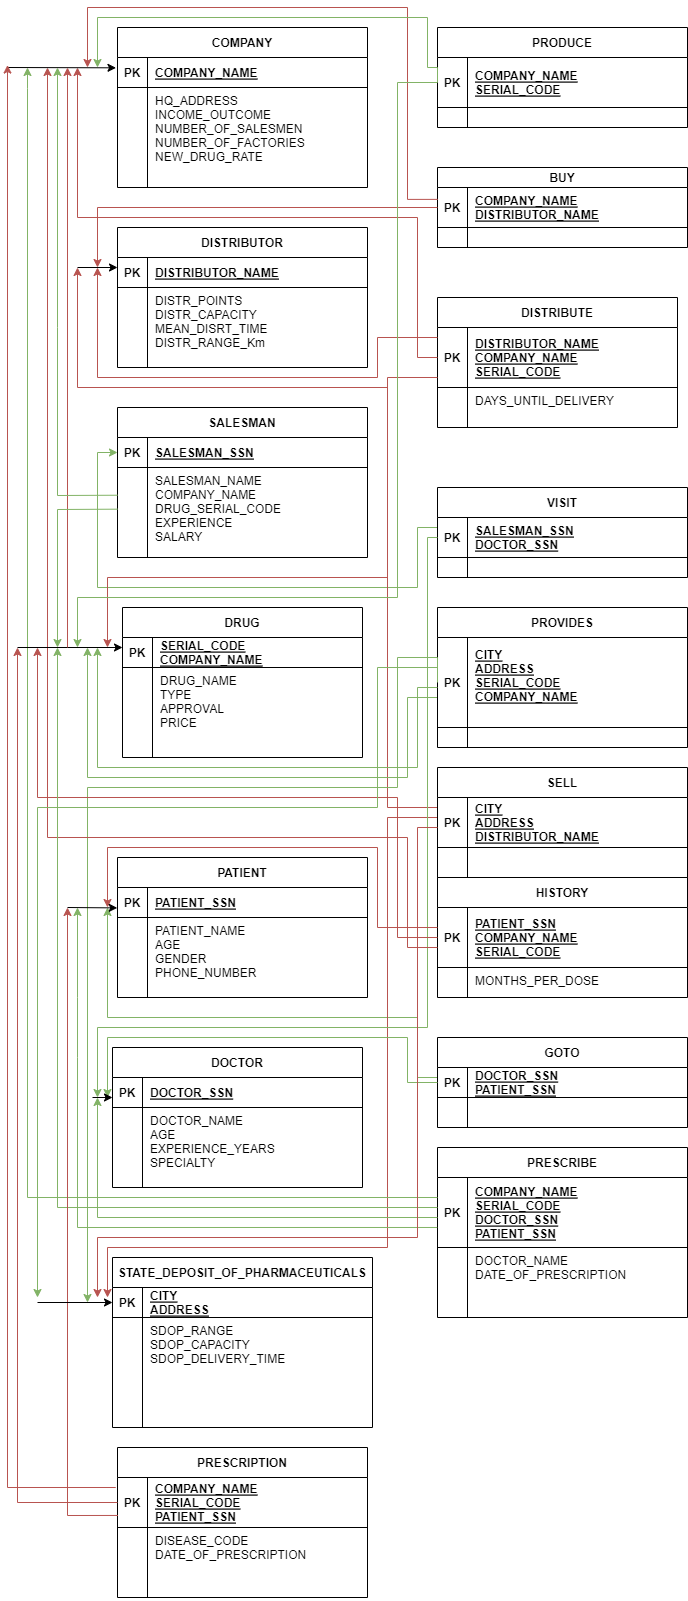 COMPANY
PK
COMPANY_NAME
HQ_ADDRESS
INCOME_OUTCOME
NUMBER_OF_SALESMEN
NUMBER_OF_FACTORIES
NEW_DRUG_RATE
DISTRIBUTOR
PK
DISTRIBUTOR_NAME
DISTR_POINTS
DISTR_CAPACITY
MEAN_DISRT_TIME
DISTR_RANGE_Km
SALESMAN
PK
SALESMAN_SSN
SALESMAN_NAME
COMPANY_NAME
DRUG_SERIAL_CODE
EXPERIENCE
SALARY
DRUG
PK
SERIAL_CODE
COMPANY_NAME
DRUG_NAME
TYPE
APPROVAL
PRICE
PATIENT
PK
PATIENT_SSN
PATIENT_NAME
AGE
GENDER
PHONE_NUMBER
DOCTOR
PK
DOCTOR_SSN
DOCTOR_NAME
AGE
EXPERIENCE_YEARS
SPECIALTY
STATE_DEPOSIT_OF_PHARMACEUTICALS
PK
CITY
ADDRESS
SDOP_RANGE
SDOP_CAPACITY
SDOP_DELIVERY_TIME
PRESCRIPTION
PK
COMPANY_NAME
SERIAL_CODE
PATIENT_SSN
DISEASE_CODE
DATE_OF_PRESCRIPTION
PRODUCE
PK
COMPANY_NAME
SERIAL_CODE
BUY
PK
COMPANY_NAME
DISTRIBUTOR_NAME
DISTRIBUTE
PK
DISTRIBUTOR_NAME
COMPANY_NAME
SERIAL_CODE
DAYS_UNTIL_DELIVERY
VISIT
PK
SALESMAN_SSN
DOCTOR_SSN
PROVIDES
PK
CITY
ADDRESS
SERIAL_CODE
COMPANY_NAME
SELL
PK
CITY
ADDRESS
DISTRIBUTOR_NAME
HISTORY
PK
PATIENT_SSN
COMPANY_NAME
SERIAL_CODE
MONTHS_PER_DOSE
GOTO
PK
DOCTOR_SSN
PATIENT_SSN
PRESCRIBE
PK
COMPANY_NAME
SERIAL_CODE
DOCTOR_SSN
PATIENT_SSN
DOCTOR_NAME
DATE_OF_PRESCRIPTION